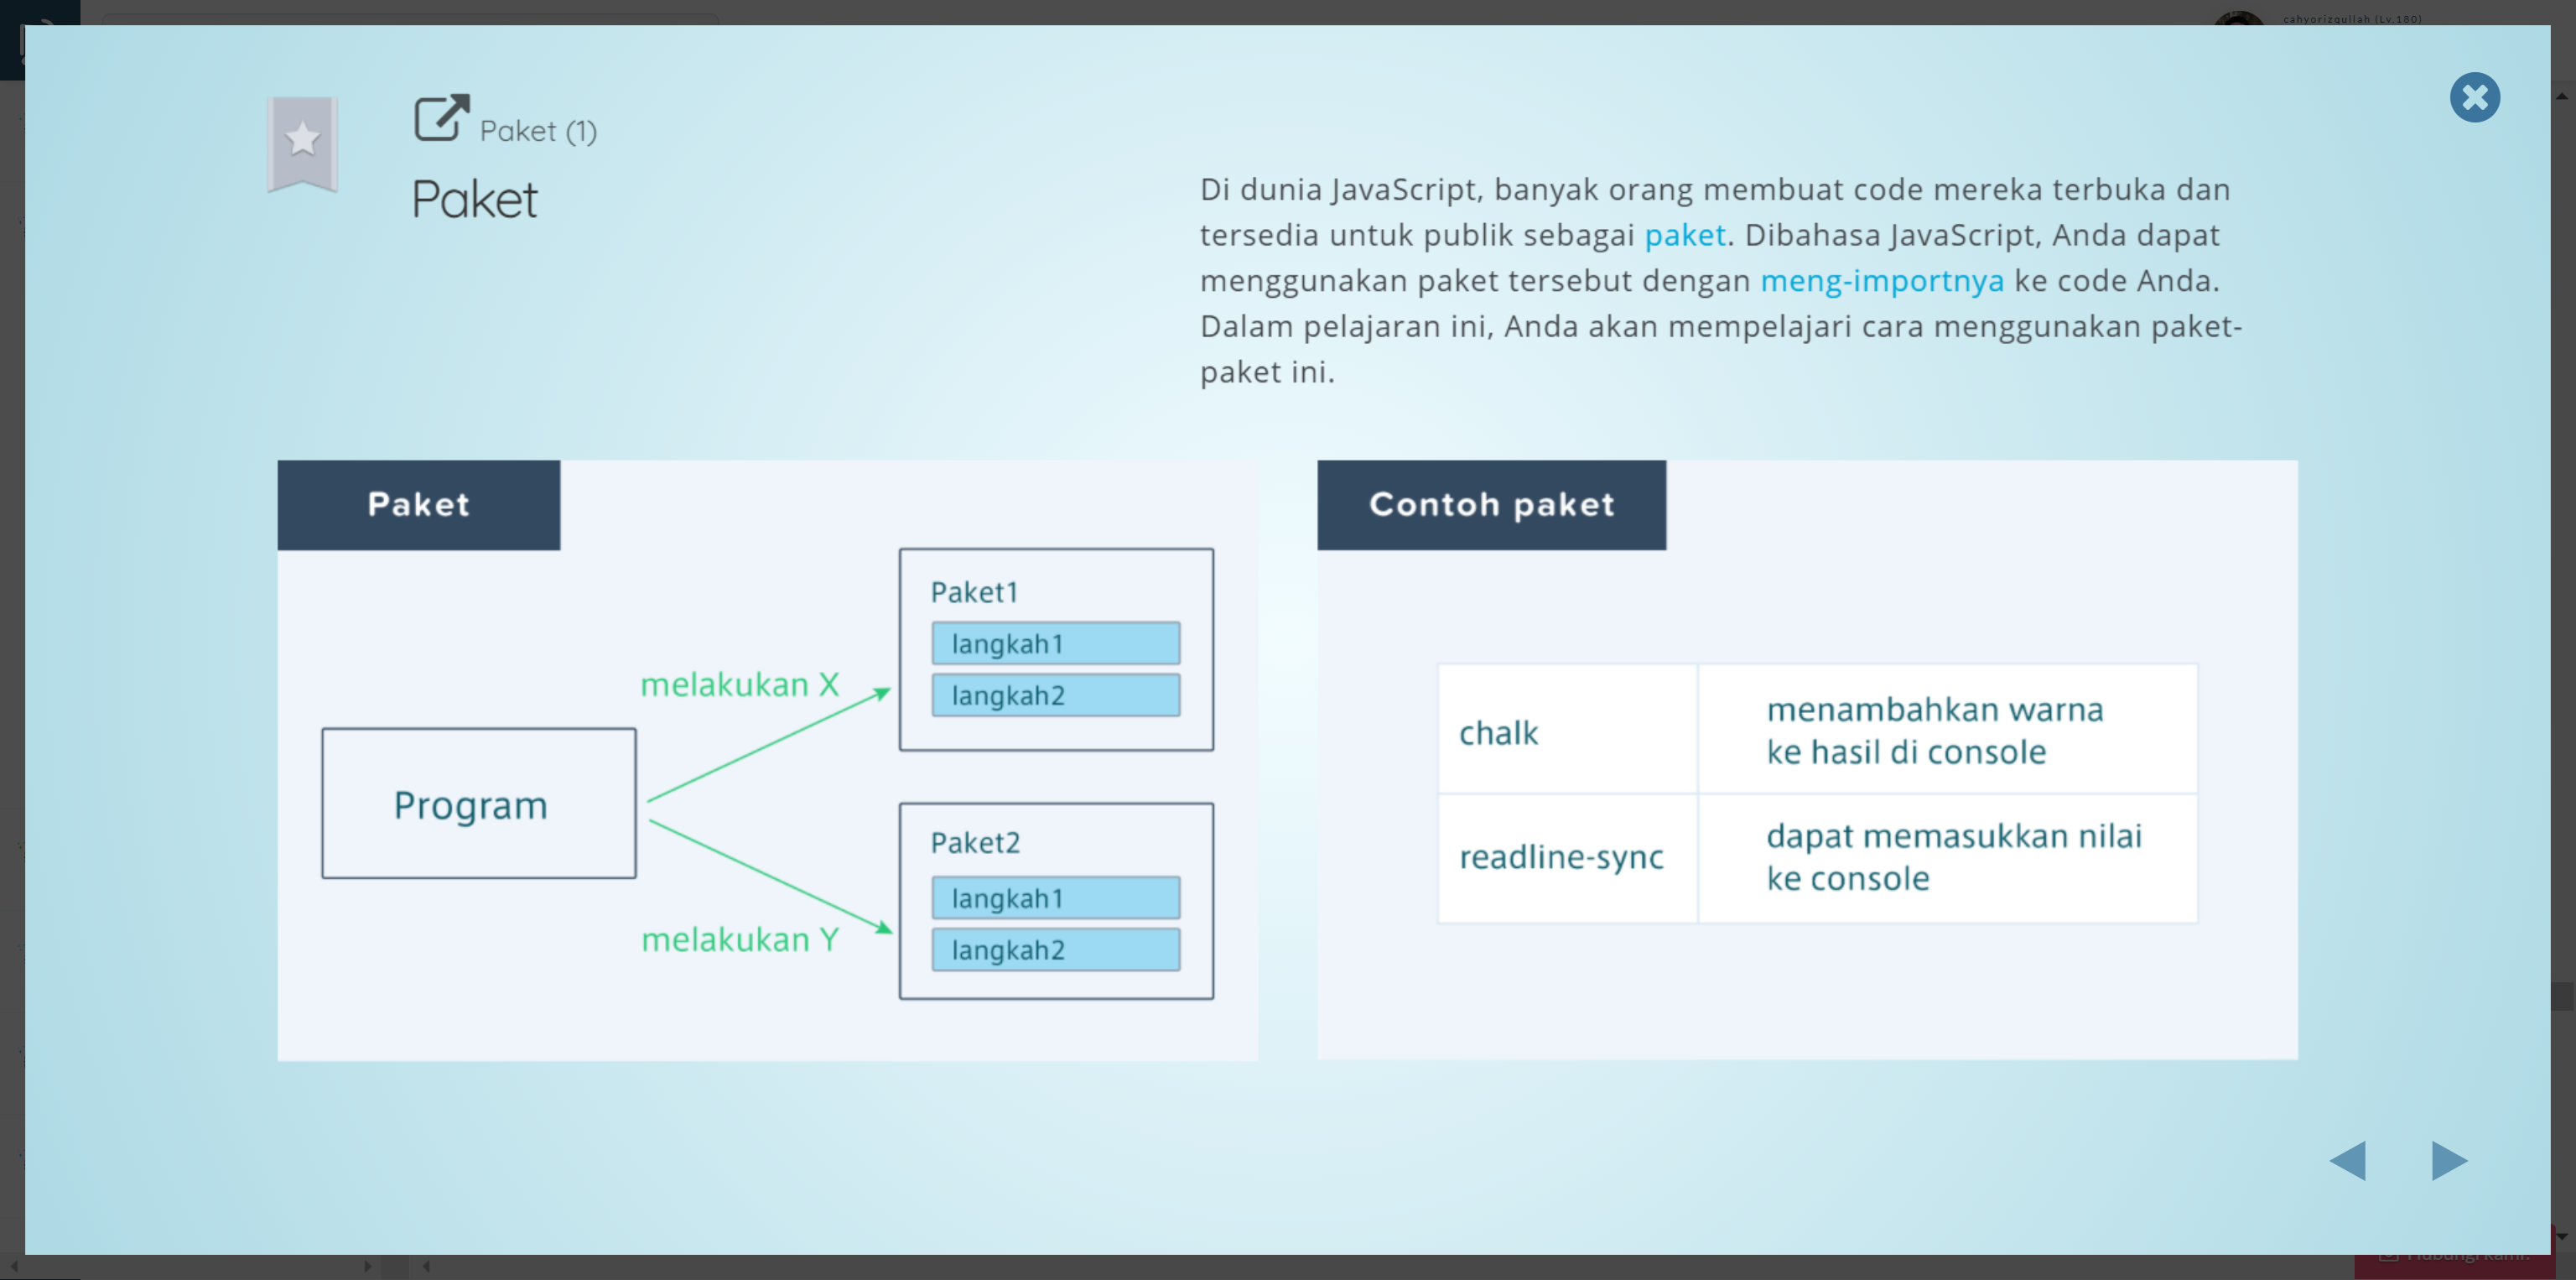 cahyorizqullah (Lv.180)
Paket (1)
Paket
Di dunia JavaScript, banyak orang membuat code mereka terbuka dan
tersedia untuk publik sebagai paket. Dibahasa JavaScript, Anda dapat
menggunakan paket tersebut dengan meng-importnya ke code Anda.
Dalam pelajaran ini, Anda akan mempelajari cara menggunakan paket-
paket ini.
Paket
Program
melakukan X
melakukan Y
Paket1
langkah1
langkah2
Paket2
langkah1
langkah2
Contoh paket
chalk
menambahkan warna
ke hasil di console
readline-sync
dapat memasukkan nilai
ke console